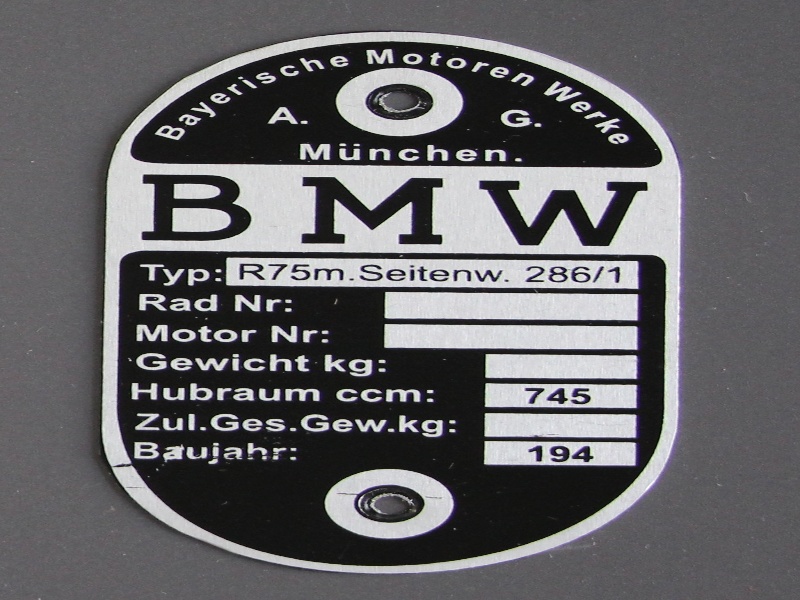 Bayerische Motoren Werke
A. G.
München.
BMW
Typ: R75m.Seitenw. 286/1
Rad Nr:
Motor Nr:
Gewicht kg:
Hubraum ccm: 745
Zul.Ges.Gew.kg:
Baujahr: 194